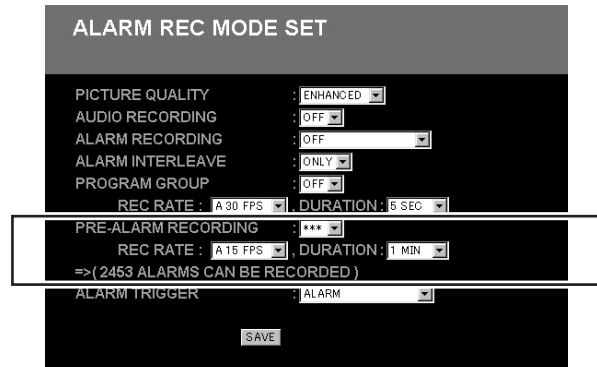 ALARM REC MODE SET
PICTURE QUALITY : ENHANCED
AUDIO RECORDING : OFF
ALARM RECORDING : OFF
ALARM INTERLEAVE : ONLY
PROGRAM GROUP : OFF
REC RATE : A 30 FPS , DURATION : 5 SEC
PRE-ALARM RECORDING : ***
REC RATE : A 15 FPS , DURATION : 1 MIN
=>( 2453 ALARMS CAN BE RECORDED )
ALARM TRIGGER : ALARM
SAVE